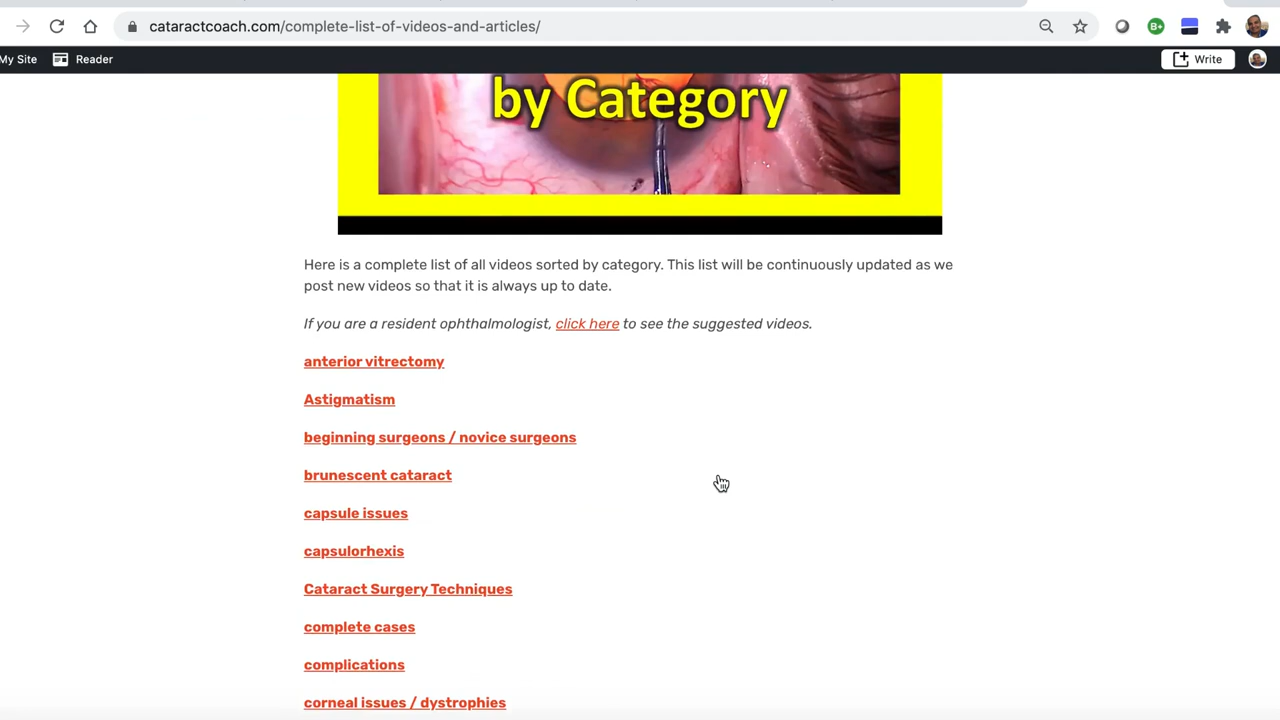 cataractcoach.com/complete-list-of-videos-and-articles/
B+
My Site Reader Write
by Category
Here is a complete list of all videos sorted by category. This list will be continuously updated as we
post new videos so that it is always up to date.
If you are a resident ophthalmologist, click here to see the suggested videos.
anterior vitrectomy
Astigmatism
beginning surgeons / novice surgeons
brunescent cataract
capsule issues
capsulorhexis
Cataract Surgery Techniques
complete cases
complications
corneal issues / dystrophies